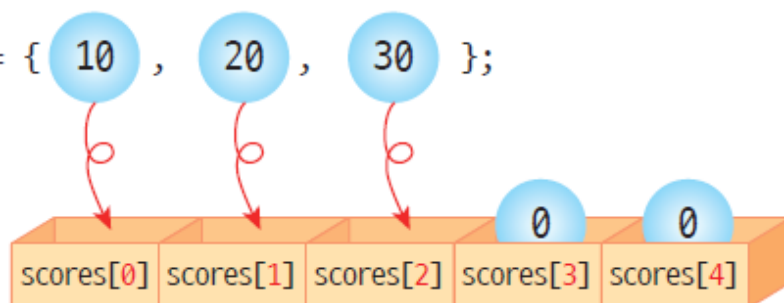 = { 10 , 20 , 30 };
0 0
scores[0] scores[1] scores[2] scores[3] scores[4]